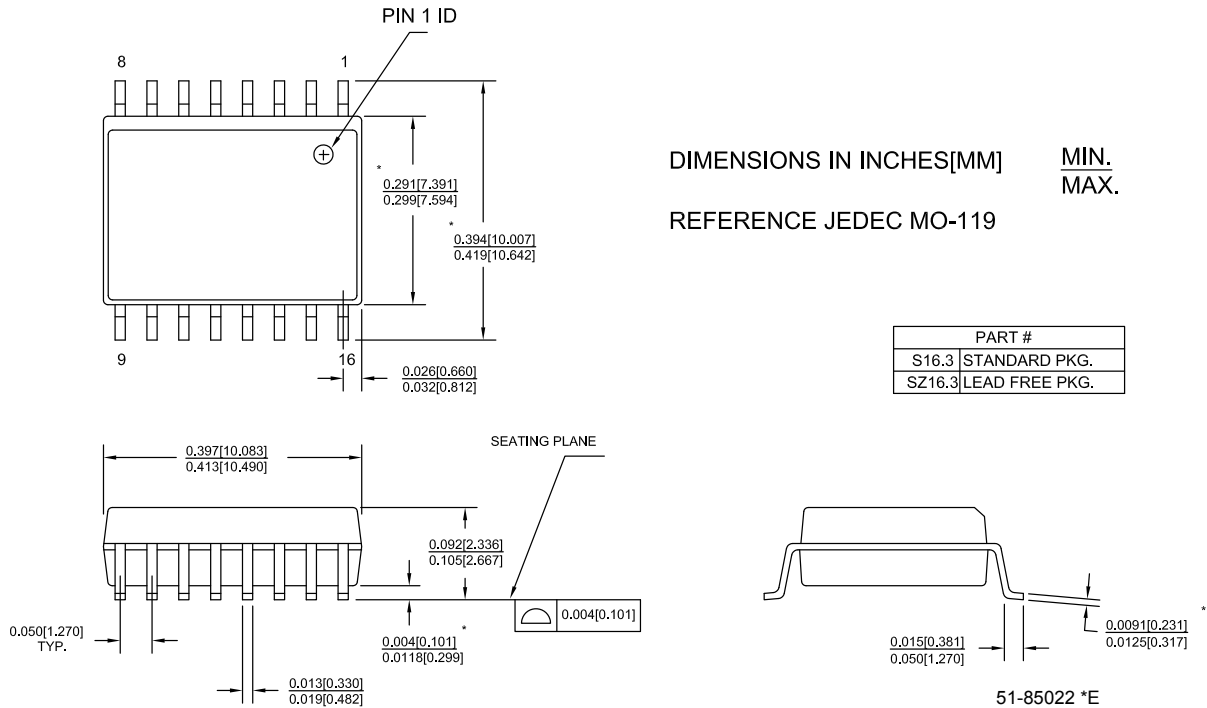 PIN 1 ID
8
1
*
0.291[7.391]
0.299[7.594]
*
0.394[10.007]
0.419[10.642]
DIMENSIONS IN INCHES[MM]
MIN.
MAX.
REFERENCE JEDEC MO-119
9
16
0.026[0.660]
0.032[0.812]
PART #
S16.3 STANDARD PKG.
SZ16.3 LEAD FREE PKG.
0.397[10.083]
0.413[10.490]
SEATING PLANE
0.092[2.336]
0.105[2.667]
0.004[0.101]
0.050[1.270]
TYP.
*
0.004[0.101]
0.0118[0.299]
0.013[0.330]
0.019[0.482]
0.015[0.381]
0.050[1.270]
*
0.0091[0.231]
0.0125[0.317]
51-85022 *E